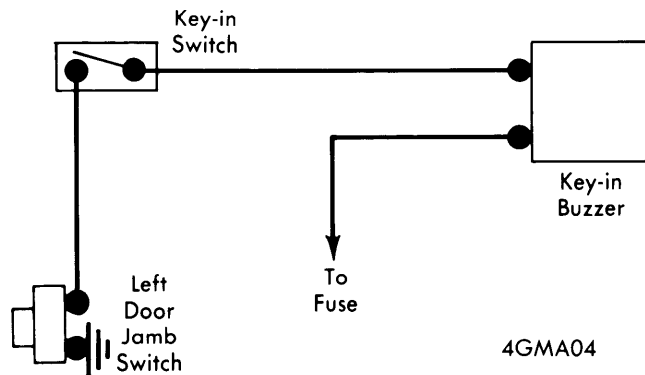 Key-in
Switch
Key-in
Buzzer
To
Fuse
Left
Door
Jamb
Switch
4GMA04